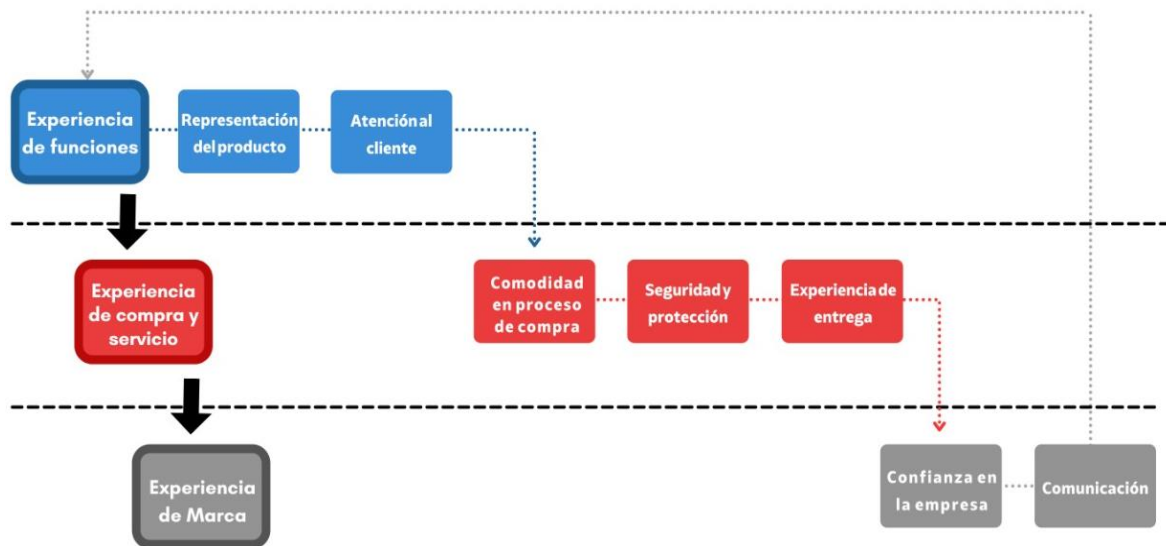 Experiencia
de funciones
Representación
del producto
Atención al
cliente
Experiencia
de compra y
servicio
Comodidad
en proceso
de compra
Seguridad y
protección
Experiencia de
entrega
Experiencia
de Marca
Confianza en
la empresa
Comunicación